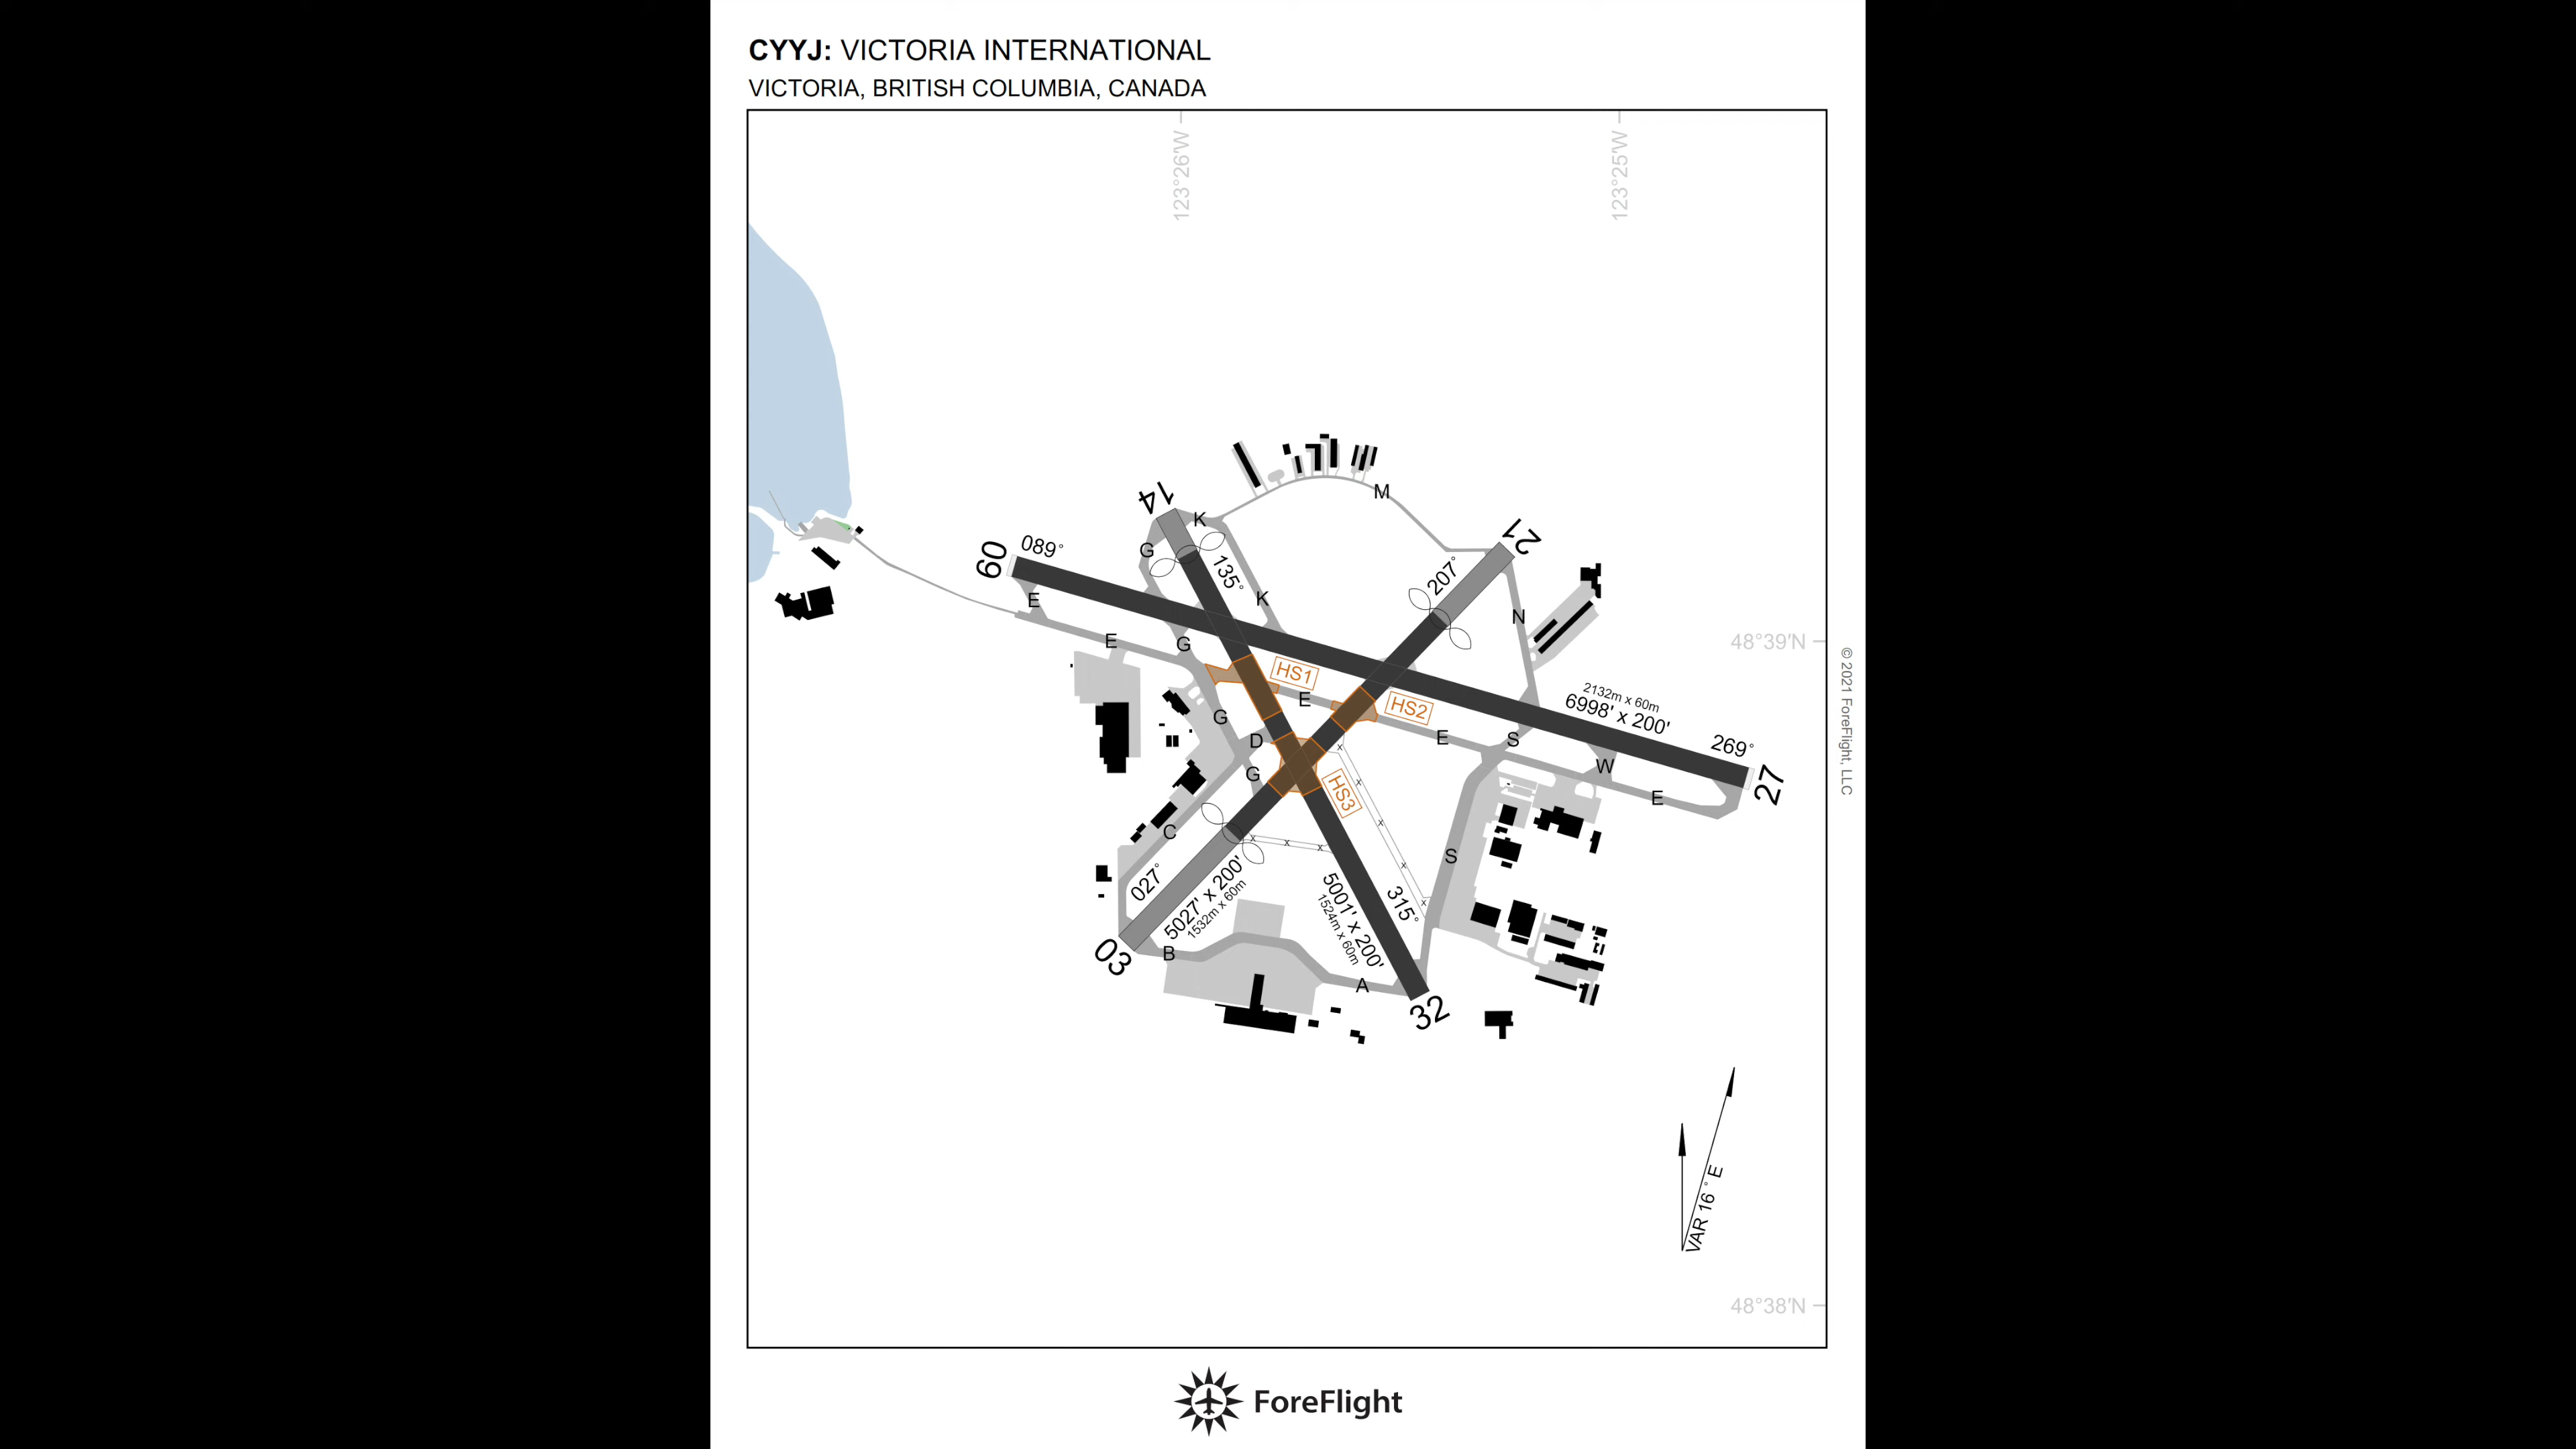 CYYJ: VICTORIA INTERNATIONAL
VICTORIA, BRITISH COLUMBIA, CANADA
123°26'W
123°25'W
M
14
K
21
G
09
089°
135°
207°
E
K
N
E
G
48°39'N
© 2021 ForeFlight, LLC
HS1
E
HS2
2132m x 60m
6998' x 200'
G
D
E
S
269°
W
G
HS3
E
27
x
x
x
x
x
x
x
x
C
S
027°
5027' x 200'
1532m x 60m
5001' x 200'
1524m x 60m
315°
03
B
A
32
VAR 16° E
48°38'N
ForeFlight